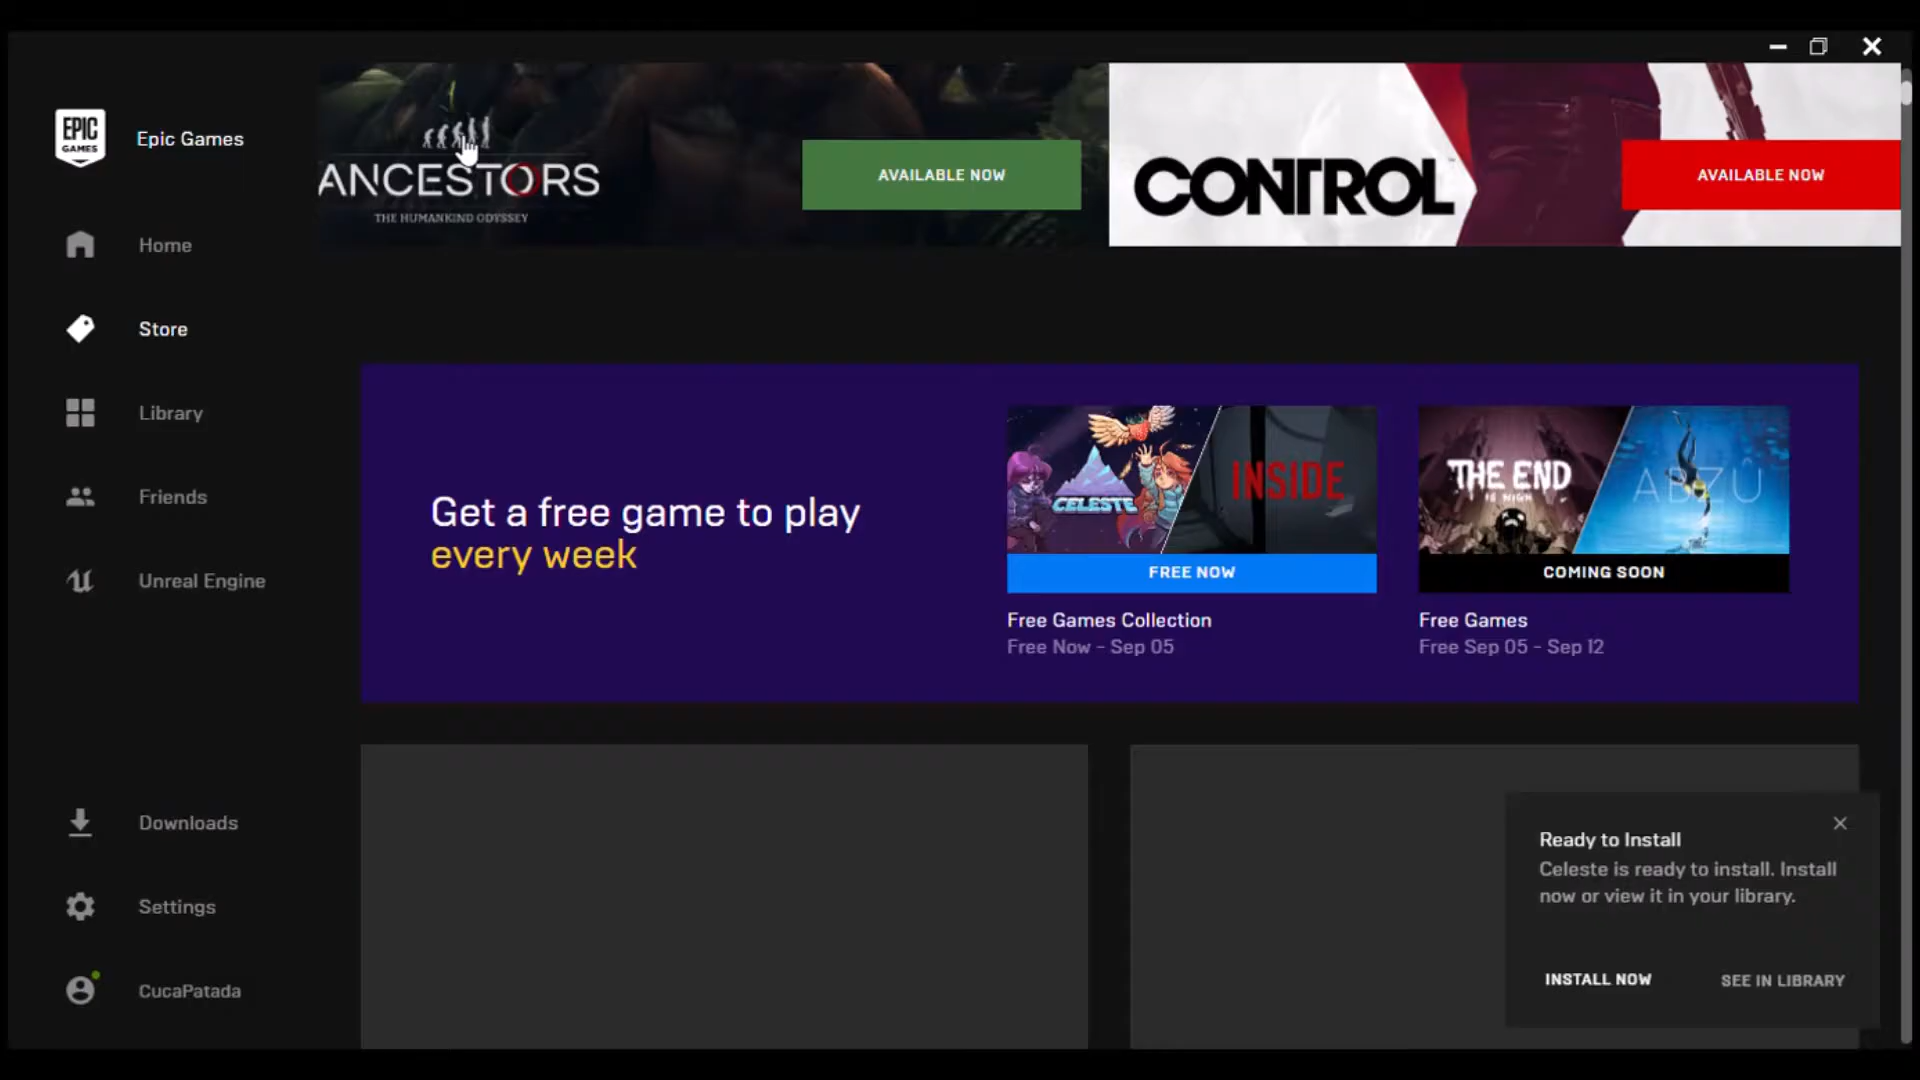 EPIC
GAMES
Epic Games
Home
Store
Library
Friends
Unreal Engine
Downloads
Settings
CucaPatada
ANCESTORS
THE HUMANKIND ODYSSEY
AVAILABLE NOW
CONTROL
AVAILABLE NOW
Get a free game to play
every week
CELESTE
INSIDE
FREE NOW
Free Games Collection
Free Now - Sep 05
THE END
IS NIGH
ABZÛ
COMING SOON
Free Games
Free Sep 05 - Sep 12
Ready to Install
Celeste is ready to install. Install
now or view it in your library.
INSTALL NOW
SEE IN LIBRARY